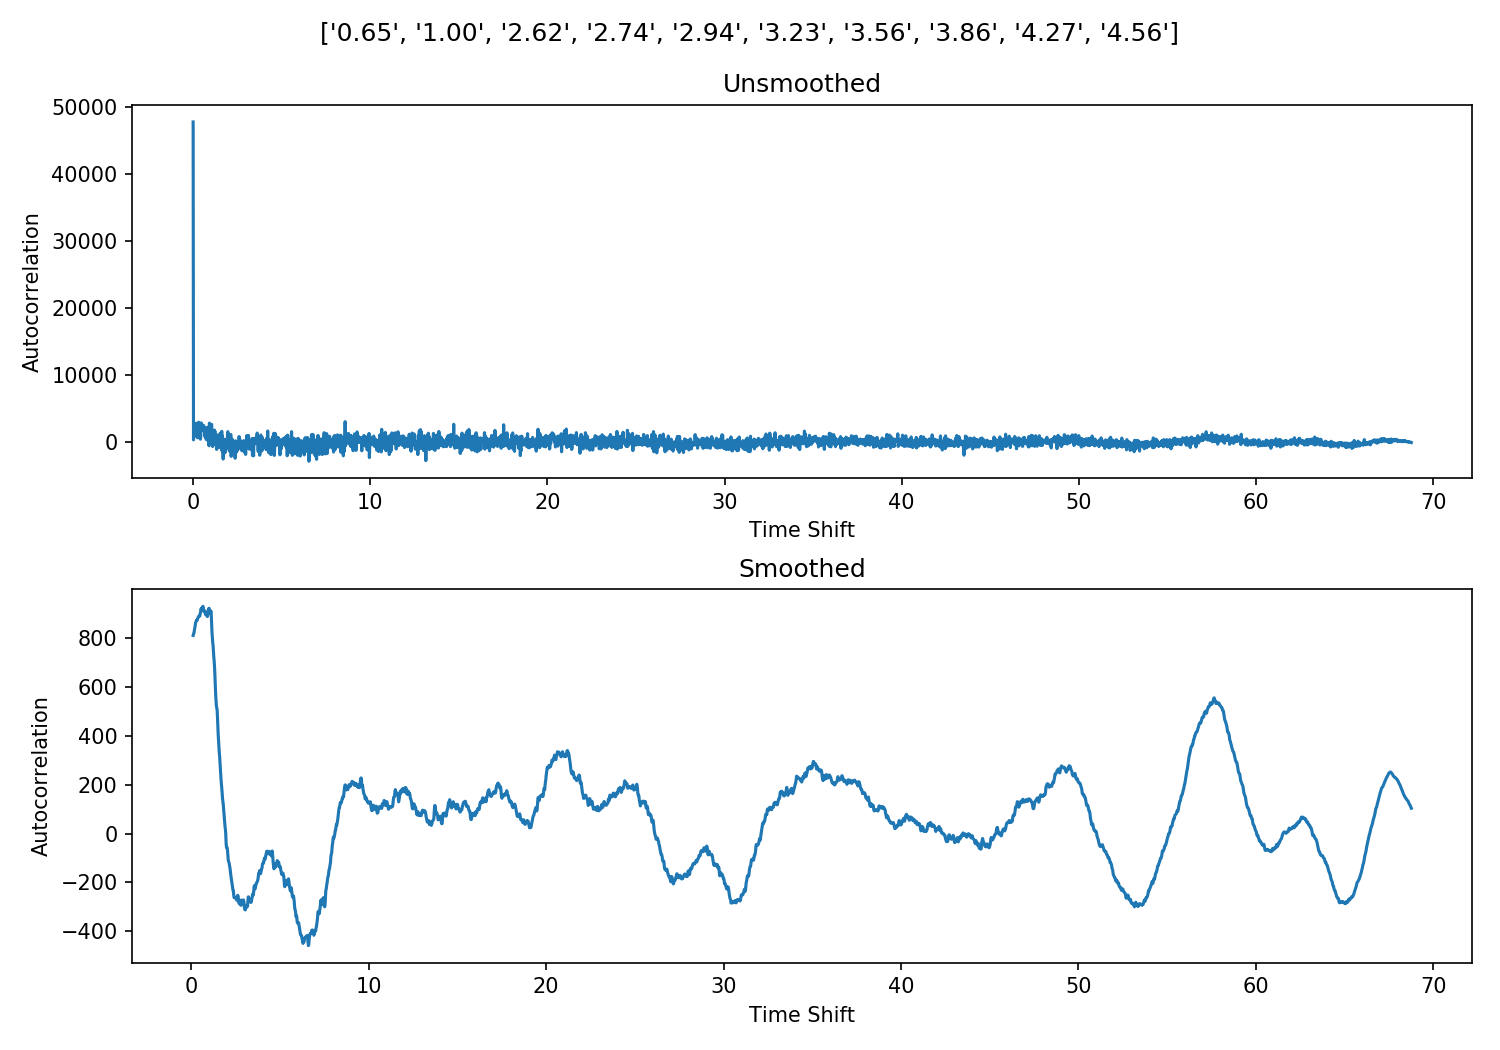 ['0.65', '1.00', '2.62', '2.74', '2.94', '3.23', '3.56', '3.86', '4.27', '4.56']
Unsmoothed
50000
40000
30000
20000
10000
0
Autocorrelation
0 10 20 30 40 50 60 70
Time Shift
Smoothed
800
600
400
200
0
−200
−400
Autocorrelation
0 10 20 30 40 50 60 70
Time Shift